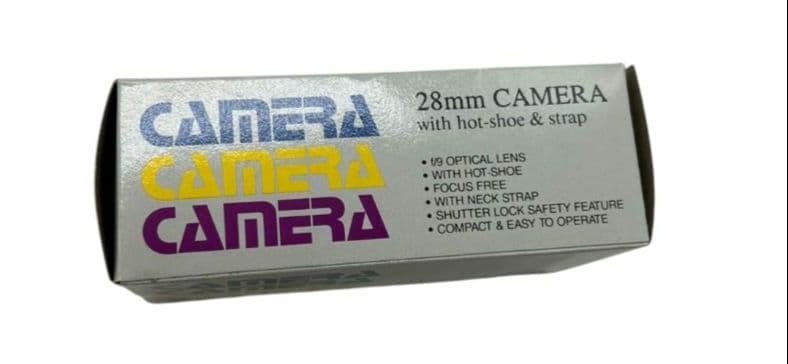 CAMERA
CAMERA
CAMERA
28mm CAMERA
with hot-shoe & strap
• f/9 OPTICAL LENS
• WITH HOT-SHOE
• FOCUS FREE
• WITH NECK STRAP
• SHUTTER LOCK SAFETY FEATURE
• COMPACT & EASY TO OPERATE
CAMERA